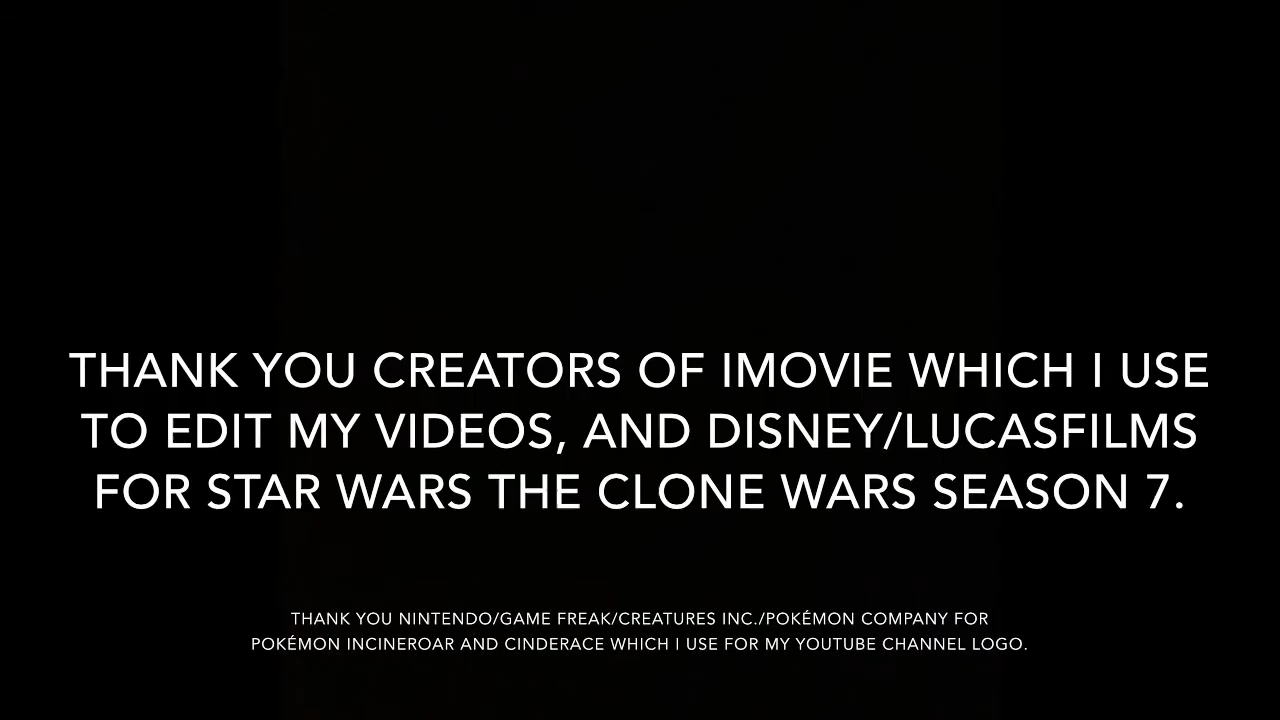 THANK YOU CREATORS OF IMOVIE WHICH I USE
TO EDIT MY VIDEOS, AND DISNEY/LUCASFILMS
FOR STAR WARS THE CLONE WARS SEASON 7.
THANK YOU NINTENDO/GAME FREAK/CREATURES INC./POKÉMON COMPANY FOR
POKÉMON INCINEROAR AND CINDERACE WHICH I USE FOR MY YOUTUBE CHANNEL LOGO.